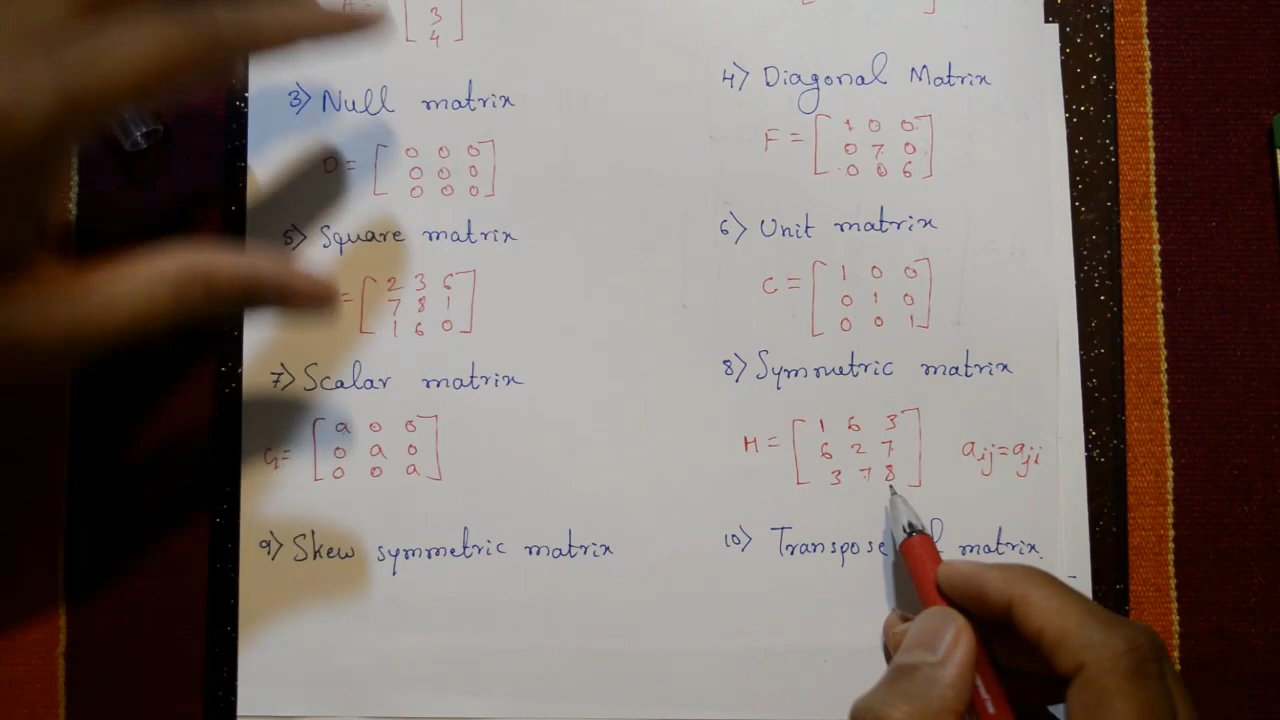 3
4
3> Null matrix
4> Diagonal Matrix
D = [ 0 0 0
0 0 0
0 0 0 ]
F = [ 1 0 0
0 7 0
0 0 6 ]
5> Square matrix
6> Unit matrix
= [ 2 3 6
7 8 1
1 6 0 ]
C = [ 1 0 0
0 1 0
0 0 1 ]
7> Scalar matrix
8> Symmetric matrix
G = [ a 0 0
0 a 0
0 0 a ]
H = [ 1 6 3
6 2 7
3 7 8 ] aij = aji
9> Skew symmetric matrix
10> Transpose matrix.